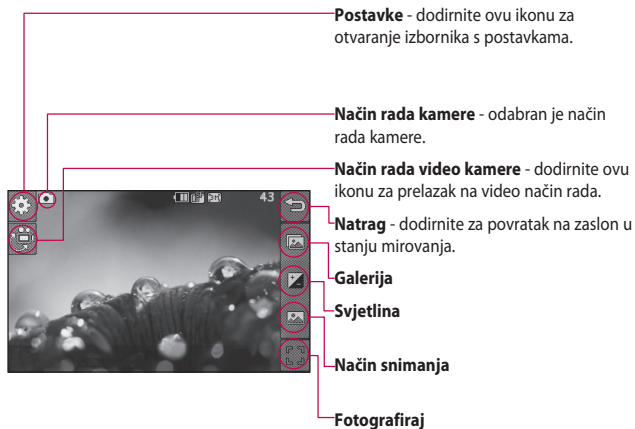 Postavke - dodirnite ovu ikonu za
otvaranje izbornika s postavkama.
Način rada kamere - odabran je način
rada kamere.
Način rada video kamere - dodirnite ovu
ikonu za prelazak na video način rada.
43
Natrag - dodirnite za povratak na zaslon u
stanju mirovanja.
Galerija
Svjetlina
Način snimanja
Fotografiraj